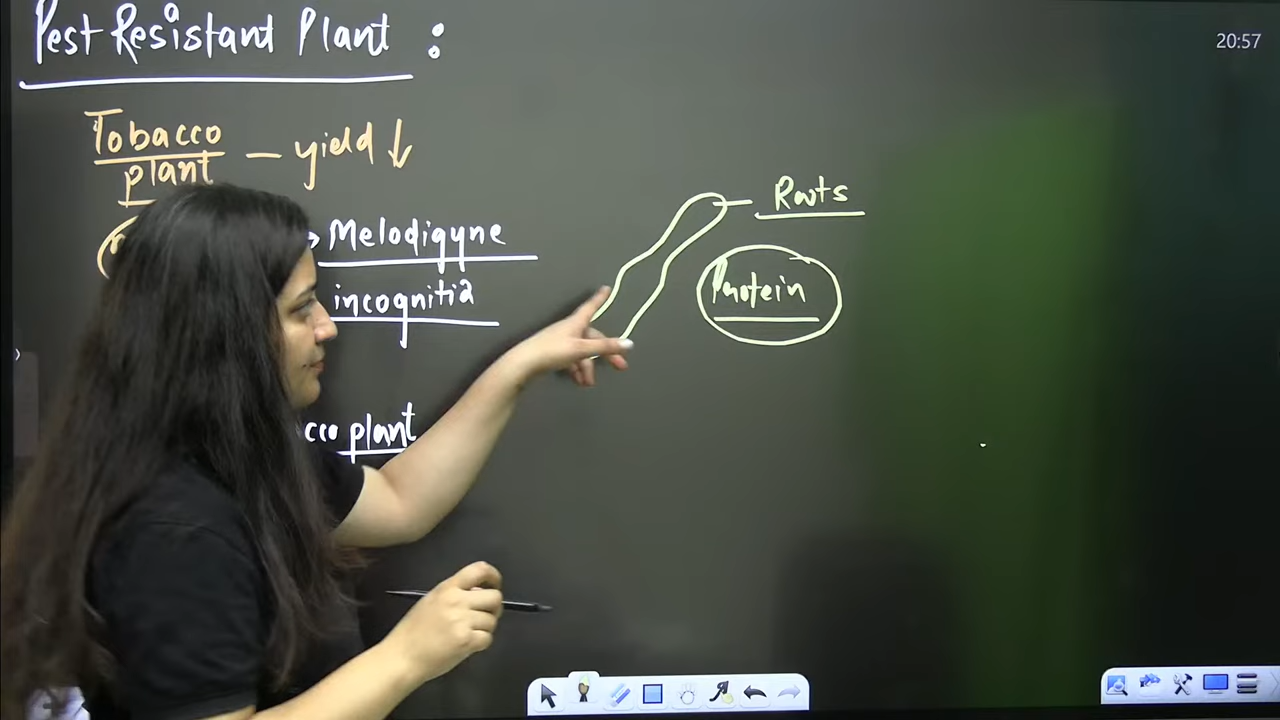 Pest Resistant Plant :
20:57
Tobacco
plant — yield ↓
Roots
Melodigyne
Protein
incognitia
cco plant